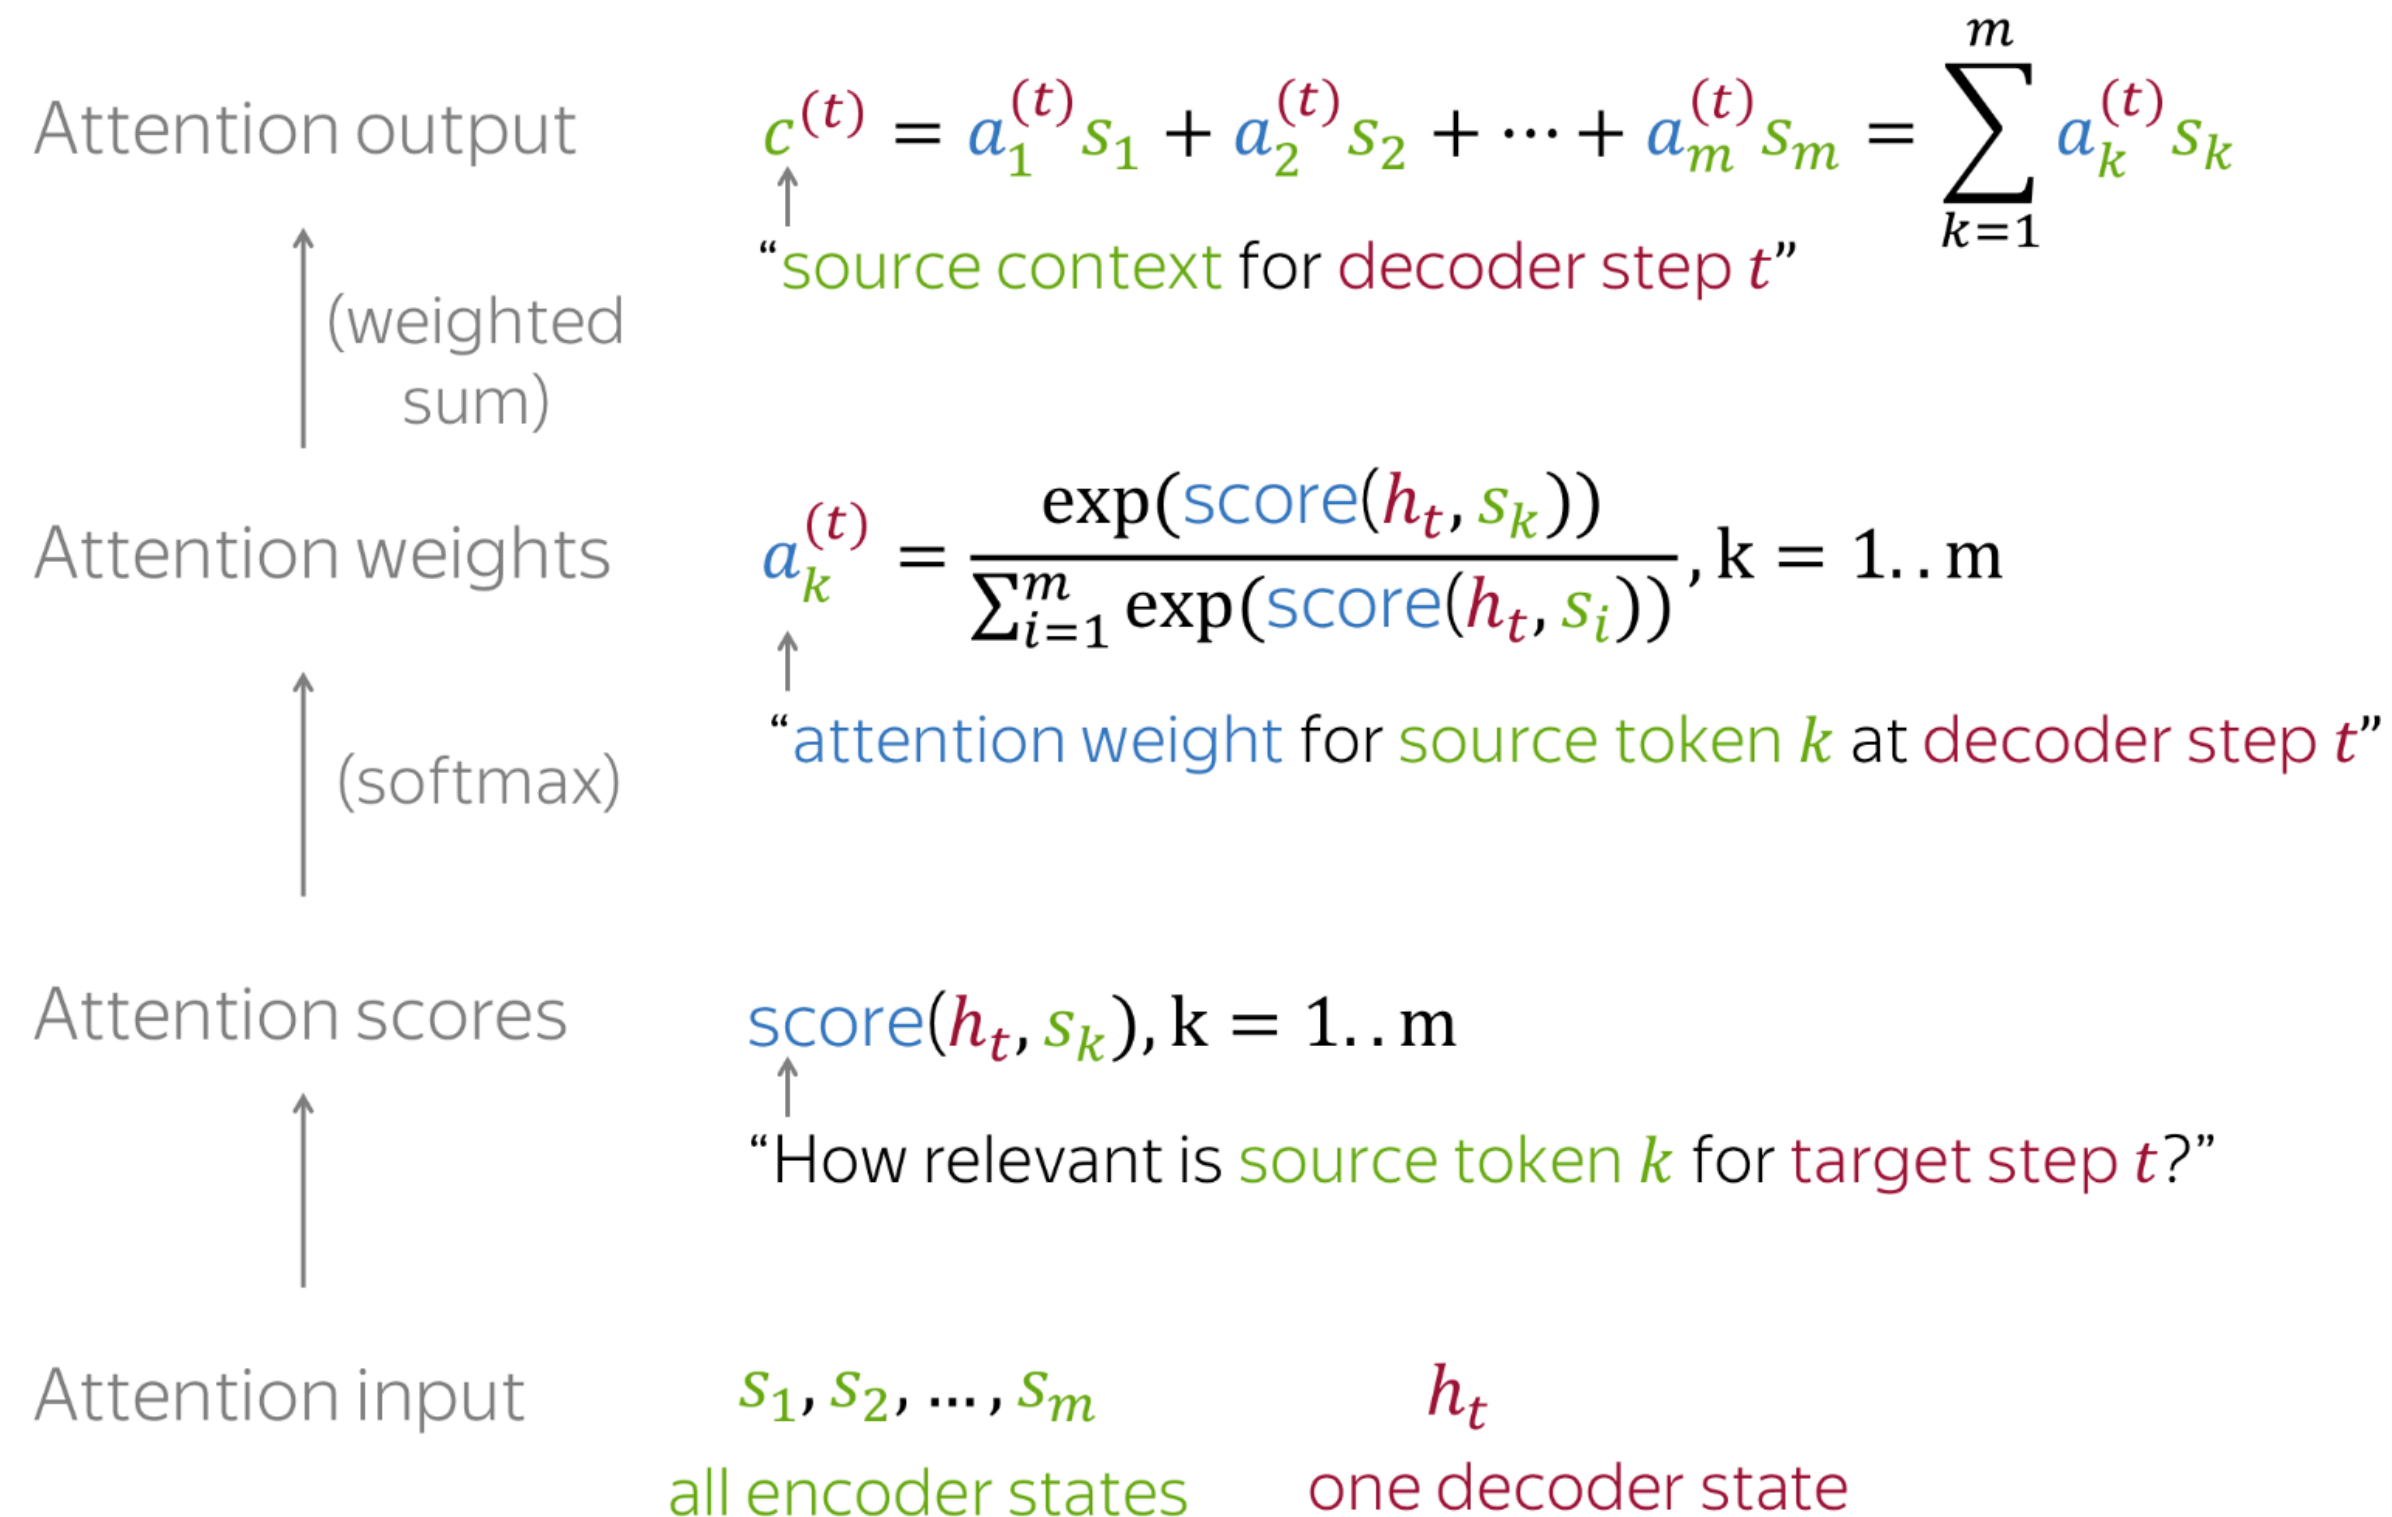 Attention output
c^(t) = a_1^(t) s_1 + a_2^(t) s_2 + ⋯ + a_m^(t) s_m = ∑_{k=1}^{m} a_k^(t) s_k
“source context for decoder step t”
(weighted
sum)
Attention weights
a_k^(t) = exp(score(h_t, s_k)) / ∑_{i=1}^{m} exp(score(h_t, s_i)), k = 1..m
“attention weight for source token k at decoder step t”
(softmax)
Attention scores
score(h_t, s_k), k = 1..m
“How relevant is source token k for target step t?”
Attention input
s_1, s_2, …, s_m
h_t
all encoder states
one decoder state